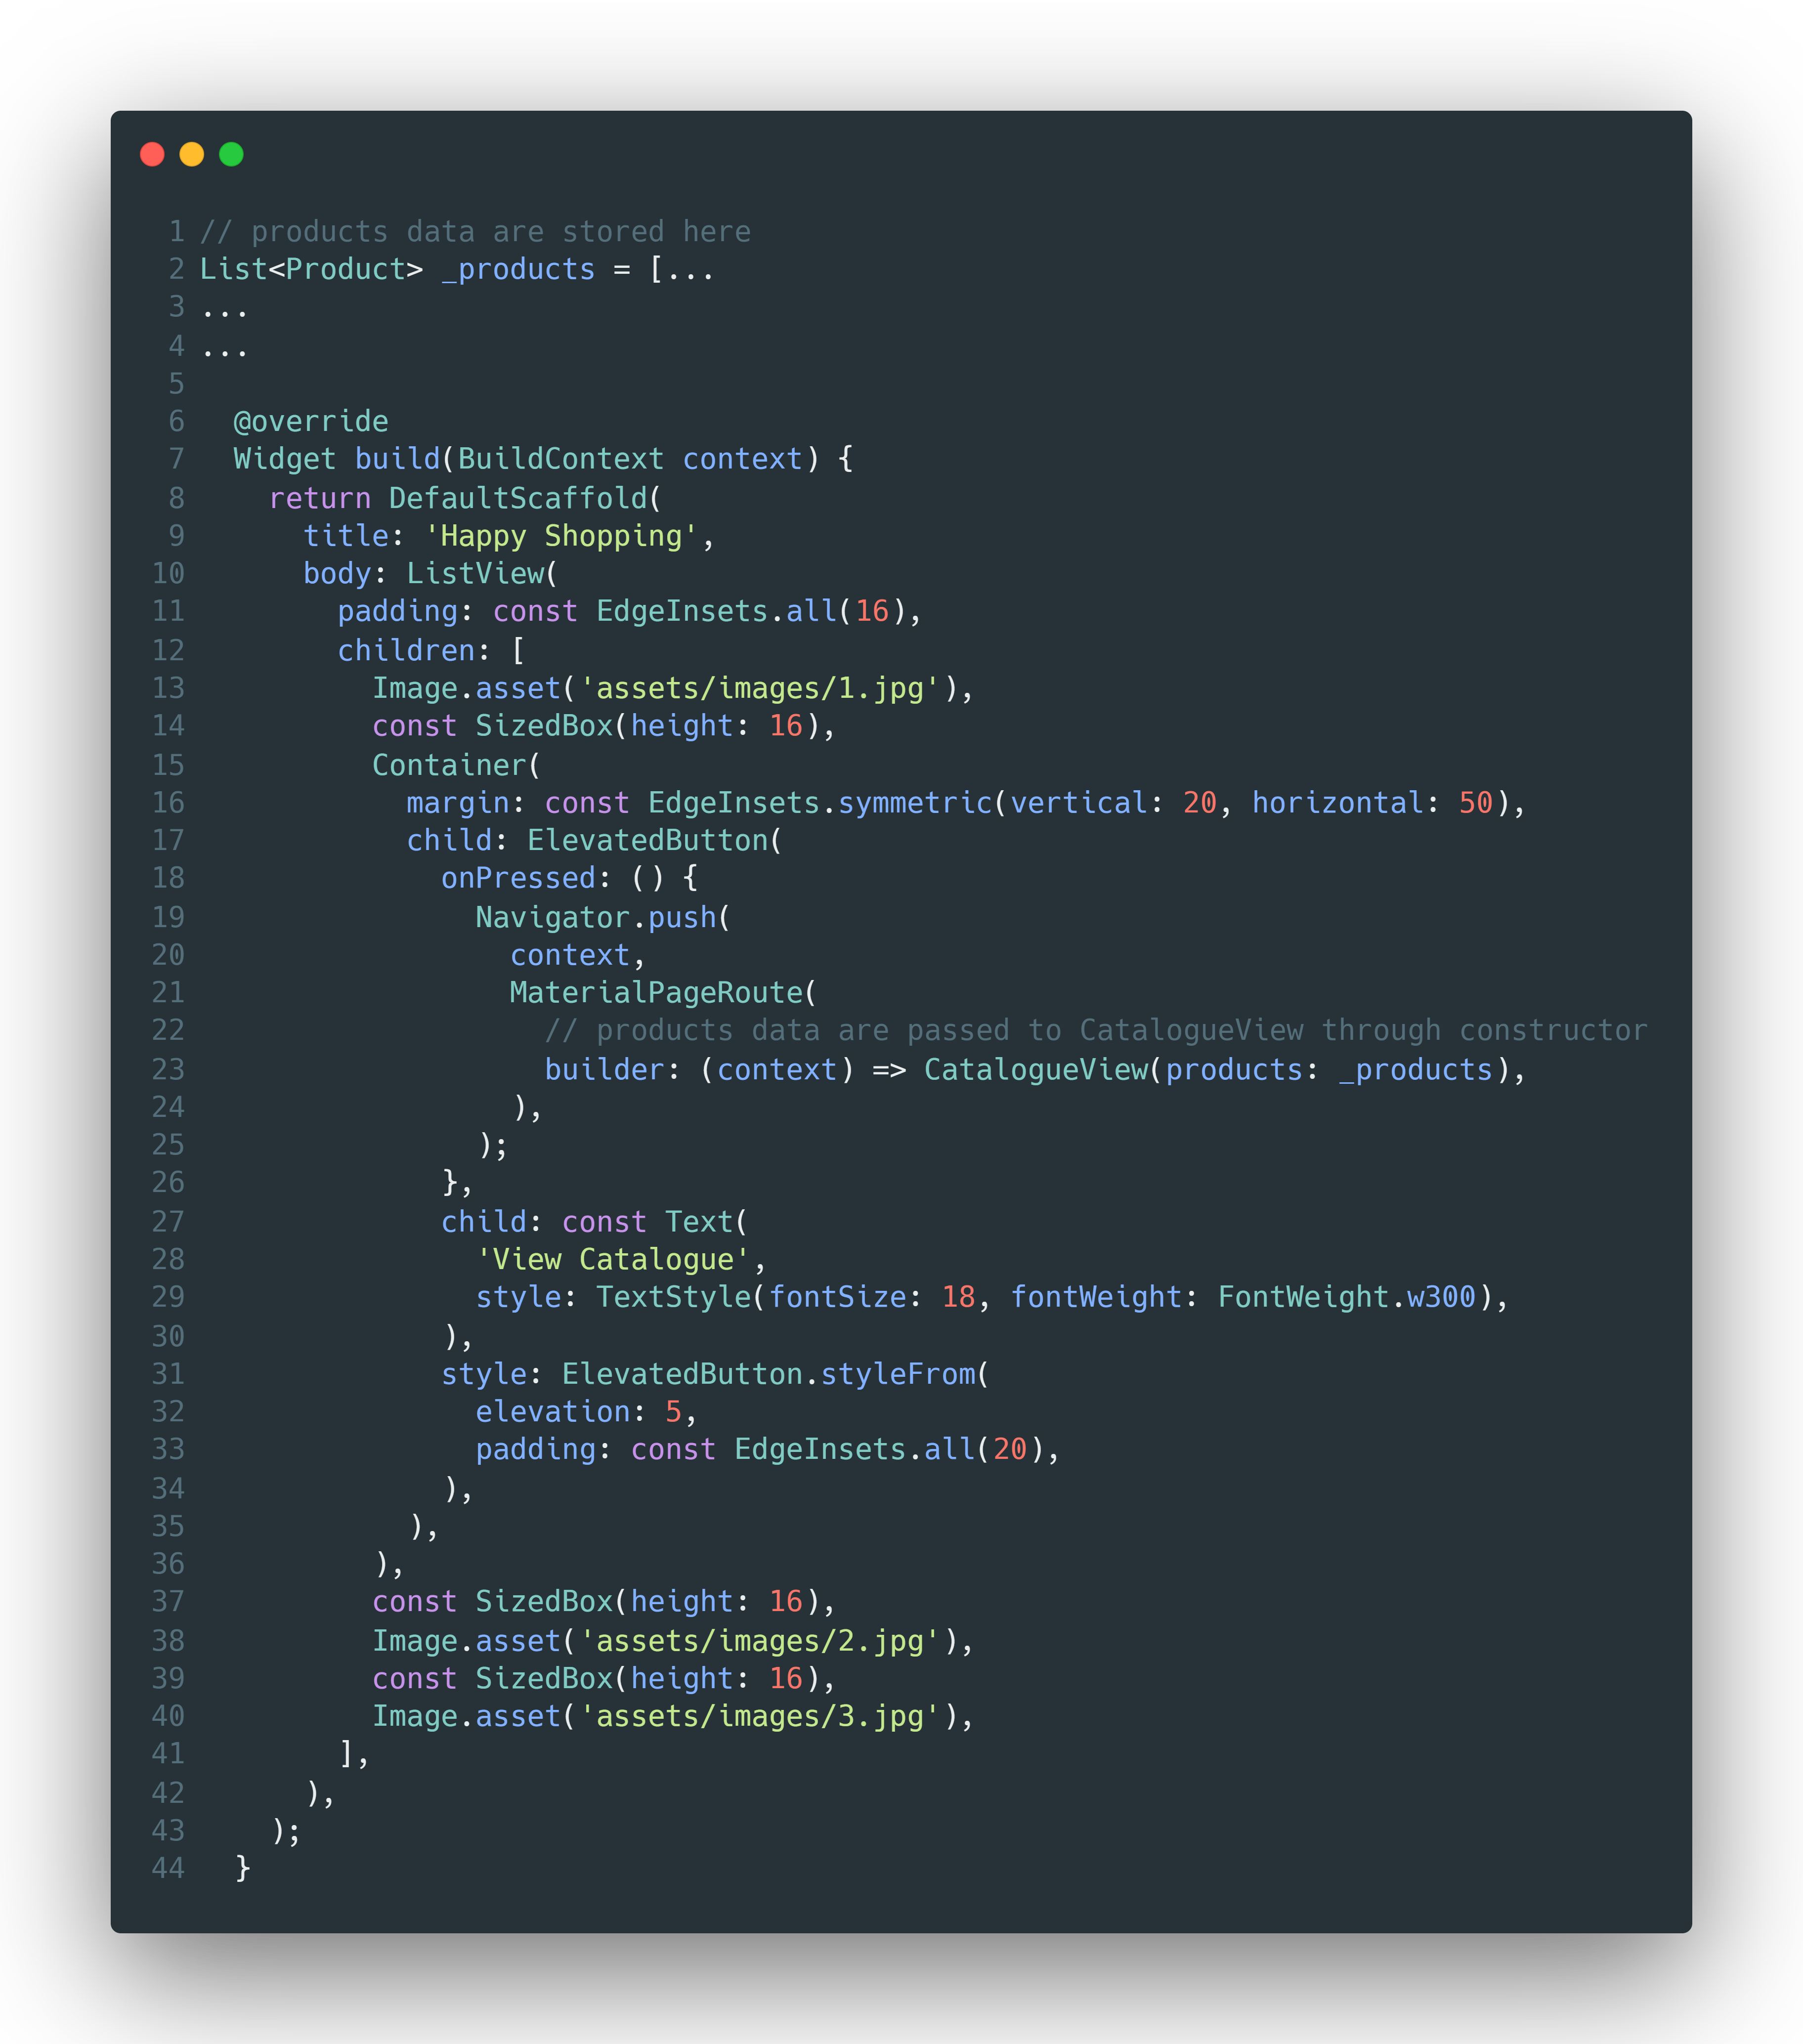 1 // products data are stored here
2 List<Product> _products = [...
3 ...
4 ...
5
6   @override
7   Widget build(BuildContext context) {
8     return DefaultScaffold(
9       title: 'Happy Shopping',
10       body: ListView(
11         padding: const EdgeInsets.all(16),
12         children: [
13           Image.asset('assets/images/1.jpg'),
14           const SizedBox(height: 16),
15           Container(
16             margin: const EdgeInsets.symmetric(vertical: 20, horizontal: 50),
17             child: ElevatedButton(
18               onPressed: () {
19                 Navigator.push(
20                   context,
21                   MaterialPageRoute(
22                     // products data are passed to CatalogueView through constructor
23                     builder: (context) => CatalogueView(products: _products),
24                   ),
25                 );
26               },
27               child: const Text(
28                 'View Catalogue',
29                 style: TextStyle(fontSize: 18, fontWeight: FontWeight.w300),
30               ),
31               style: ElevatedButton.styleFrom(
32                 elevation: 5,
33                 padding: const EdgeInsets.all(20),
34               ),
35             ),
36           ),
37           const SizedBox(height: 16),
38           Image.asset('assets/images/2.jpg'),
39           const SizedBox(height: 16),
40           Image.asset('assets/images/3.jpg'),
41         ],
42       ),
43     );
44   }